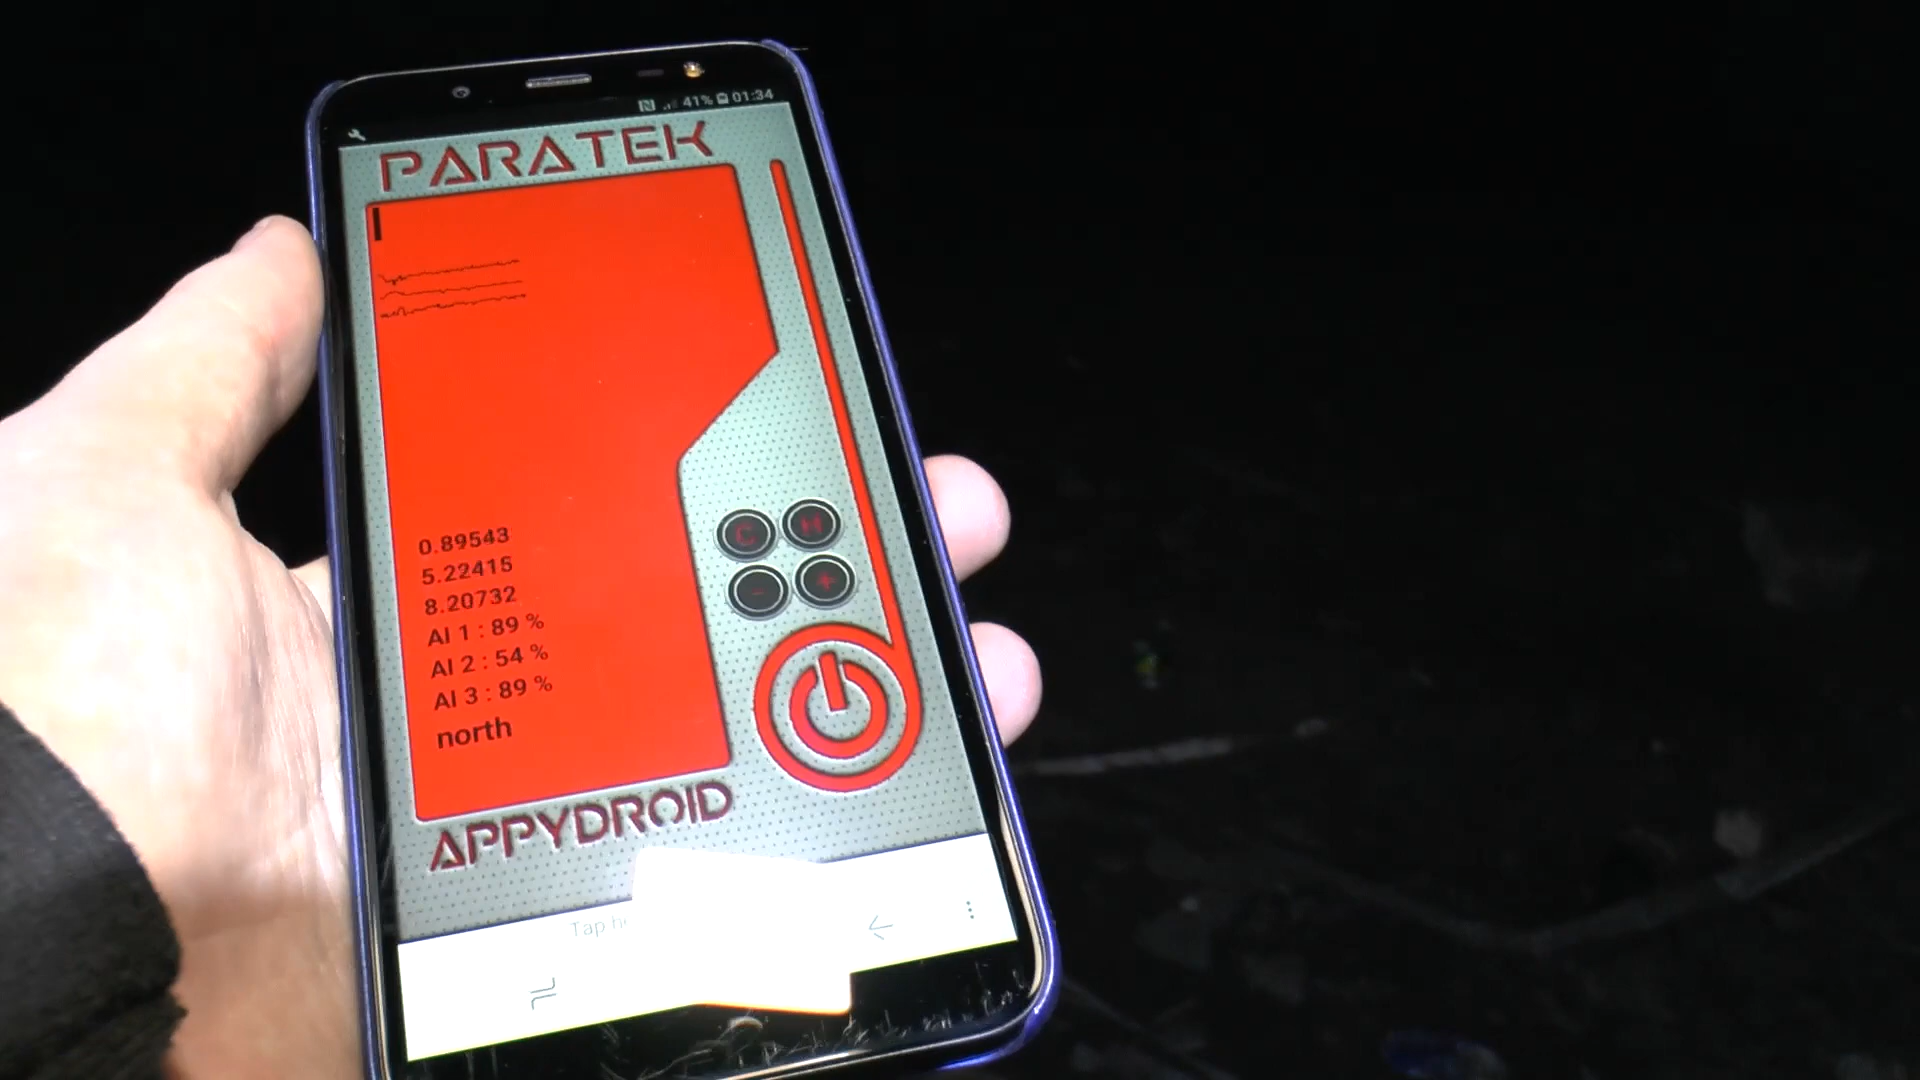 41% 01:34
PARATEK
0.89543
5.22415
8.20732
AI 1 : 89 %
AI 2 : 54 %
AI 3 : 89 %
north
C H
- +
APPYDROID
Tap